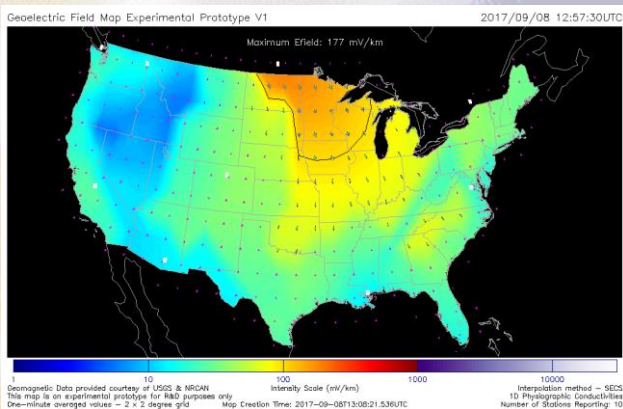 Geoelectric Field Map Experimental Prototype V1
2017/09/08 12:57:30UTC
Maximum Efield: 177 mV/km
1 10 100 1000 10000
Geomagnetic Data provided courtesy of USGS & NRCAN
Intensity Scale (mV/km)
Interpolation method - SECS
This map is an experimental prototype for R&D purposes only
1D Physiographic Conductivities
One-minute averaged values - 2 x 2 degree grid
Map Creation Time: 2017-09-08T13:08:21.536UTC
Number of Stations Reporting: 10